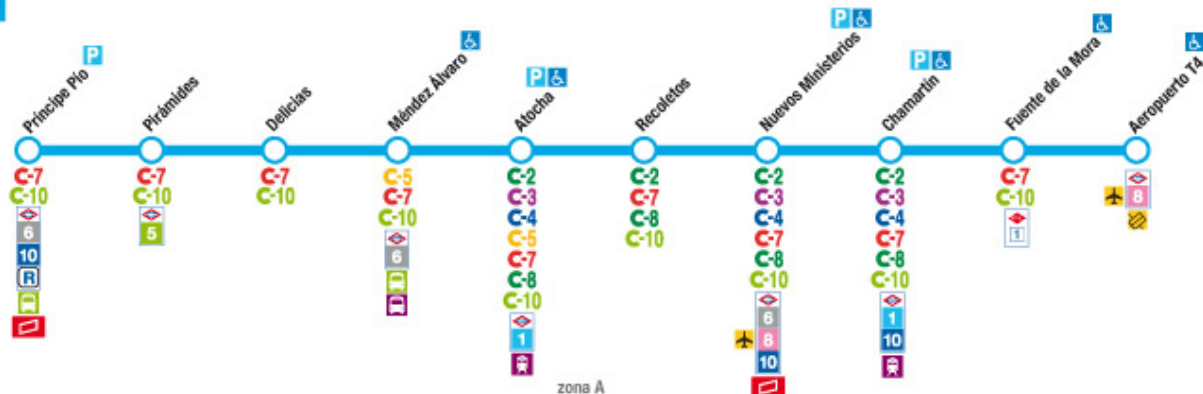 Príncipe Pío
P
C-7
C-10
6
10
R
Pirámides
C-7
C-10
5
Delicias
C-7
C-10
Méndez Álvaro
C-5
C-7
C-10
6
Atocha
P
C-2
C-3
C-4
C-5
C-7
C-8
C-10
1
Recoletos
C-2
C-7
C-8
C-10
Nuevos Ministerios
P
C-2
C-3
C-4
C-7
C-8
C-10
6
8
10
Chamartín
P
C-2
C-3
C-4
C-7
C-8
C-10
1
10
Fuente de la Mora
C-7
C-10
1
Aeropuerto T4
8
zona A